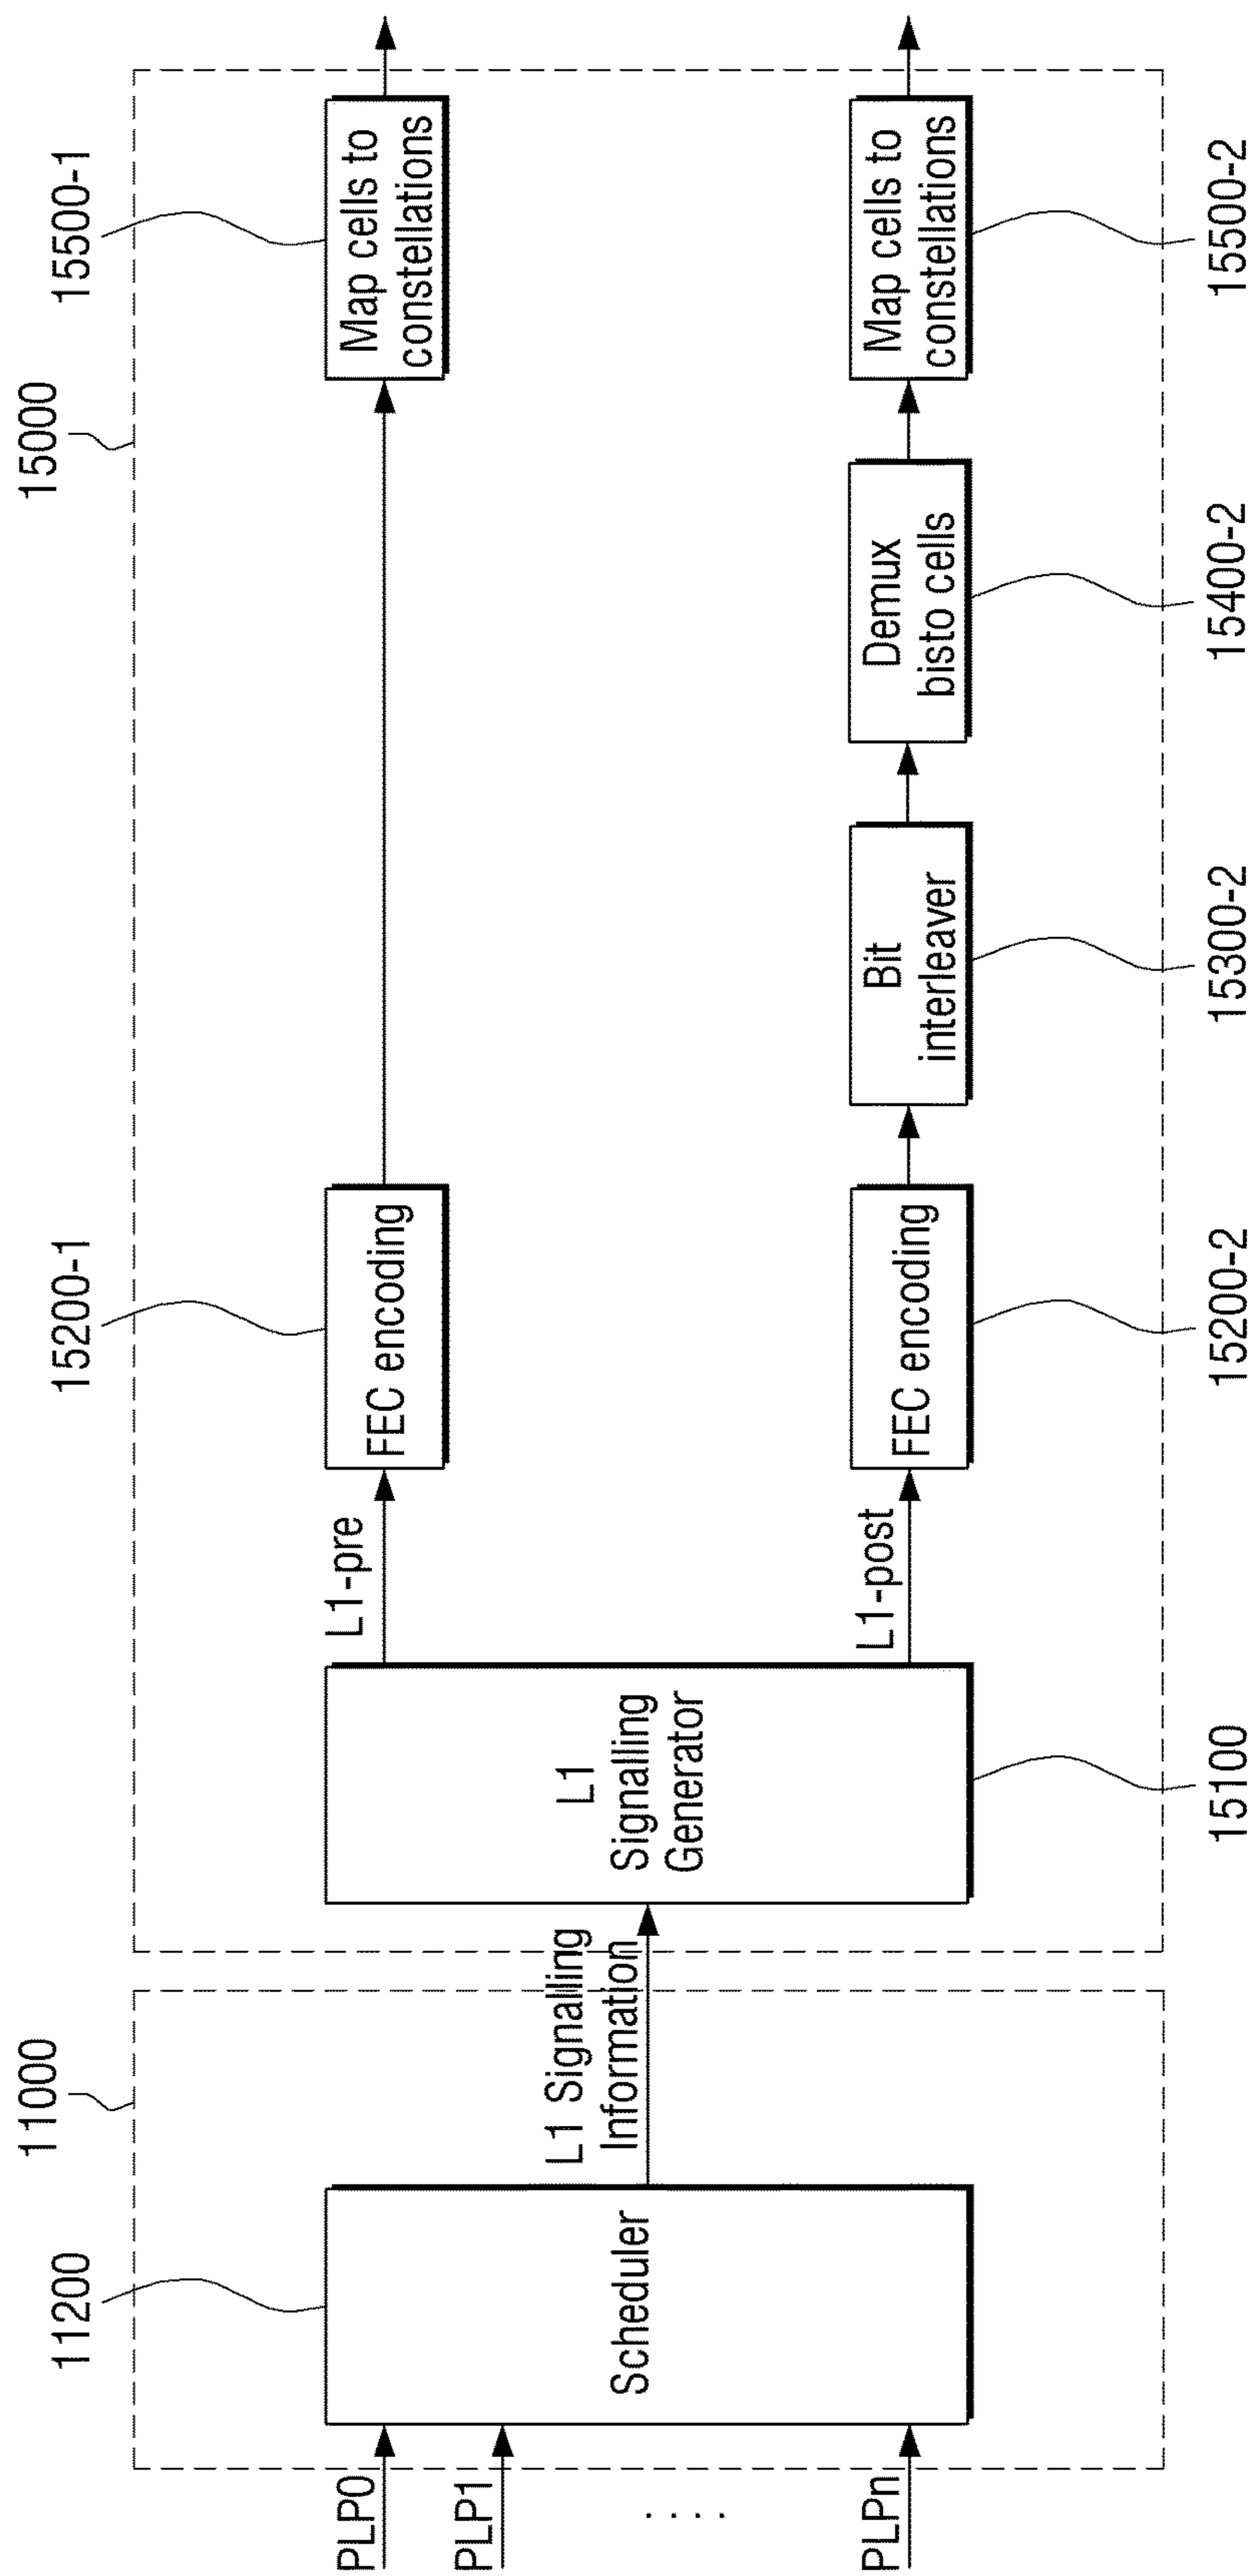 11000
15000
11200
15200-1
15500-1
PLP0
PLP1
. . . .
PLPn
Scheduler
L1 Signalling
Information
L1
Signalling
Generator
L1-pre
FEC encoding
Map cells to
constellations
L1-post
FEC encoding
Bit
interleaver
Demux
bisto cells
Map cells to
constellations
15100
15200-2
15300-2
15400-2
15500-2